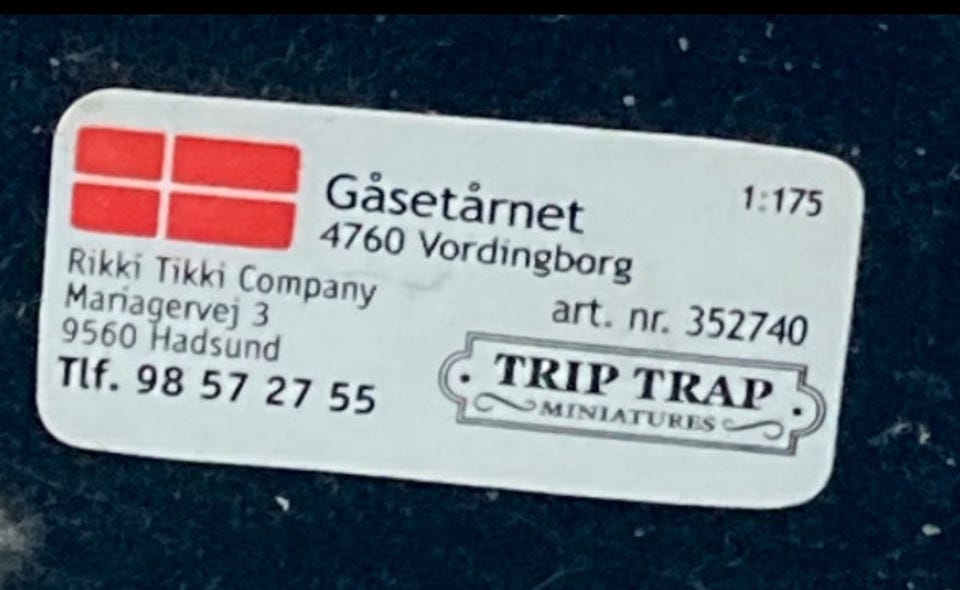 Gåsetårnet
1:175
4760 Vordingborg
Rikki Tikki Company
Mariagervej 3
9560 Hadsund
Tlf. 98 57 27 55
art. nr. 352740
TRIP TRAP
MINIATURES